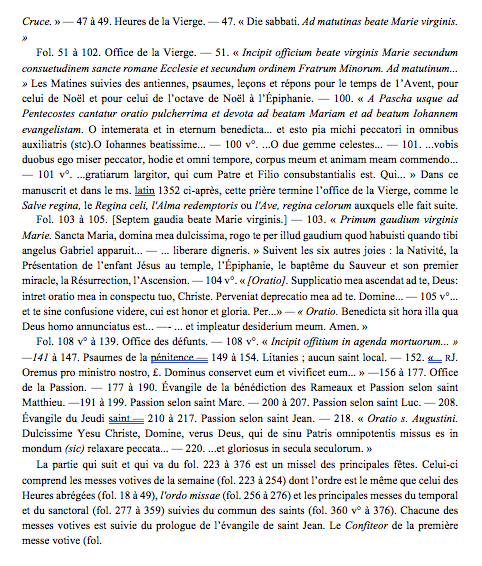 Cruce. » — 47 à 49. Heures de la Vierge. — 47. « Die sabbati. Ad matutinas beate Marie virginis.
»
Fol. 51 à 102. Office de la Vierge. — 51. « Incipit officium beate virginis Marie secundum
consuetudinem sancte romane Ecclesie et secundum ordinem Fratrum Minorum. Ad matutinum...
» Les Matines suivies des antiennes, psaumes, leçons et répons pour le temps de 1’Avent, pour
celui de Noël et pour celui de l’octave de Noël à l’Épiphanie. — 100. « A Pascha usque ad
Pentecostes cantatur oratio pulcherrima et devota ad beatam Mariam et ad beatum Iohannem
evangelistam. O intemerata et in eternum benedicta... et esto pia michi peccatori in omnibus
auxiliatris (stc).O Iohannes beatissime... — 100 v°. ...O due gemme celestes... — 101. ...vobis
duobus ego miser peccator, hodie et omni tempore, corpus meum et animam meam commendo...
— 101 v°. ...gratiarum largitor, qui cum Patre et Filio consubstantialis est. Qui... » Dans ce
manuscrit et dans le ms. latin 1352 ci-après, cette prière termine l’office de la Vierge, comme le
Salve regina, le Regina celi, l'Alma redemptoris ou l'Ave, regina celorum auxquels elle fait suite.
Fol. 103 à 105. [Septem gaudia beate Marie virginis.] — 103. « Primum gaudium virginis
Marie. Sancta Maria, domina mea dulcissima, rogo te per illud gaudium quod habuisti quando tibi
angelus Gabriel apparuit... — ... liberare digneris. » Suivent les six autres joies : la Nativité, la
Présentation de l’enfant Jésus au temple, l’Épiphanie, le baptême du Sauveur et son premier
miracle, la Résurrection, l’Ascension. — 104 v°. « [Oratio]. Supplicatio mea ascendat ad te, Deus:
intret oratio mea in conspectu tuo, Christe. Perveniat deprecatio mea ad te. Domine... — 105 v°...
et te sine confusione videre, cui est honor et gloria. Per...» — « Oratio. Benedicta sit hora illa qua
Deus homo annunciatus est... —- ... et impleatur desiderium meum. Amen. »
Fol. 108 v° à 139. Office des défunts. — 108 v°. « Incipit offitium in agenda mortuorum... »
—141 à 147. Psaumes de la pénitence.— 149 à 154. Litanies ; aucun saint local. — 152. «_ RJ.
Oremus pro ministro nostro, £. Dominus conservet eum et vivificet eum... » —156 à 177. Office
de la Passion. — 177 à 190. Évangile de la bénédiction des Rameaux et Passion selon saint
Matthieu. —191 à 199. Passion selon saint Marc. — 200 à 207. Passion selon saint Luc. — 208.
Évangile du Jeudi saint.— 210 à 217. Passion selon saint Jean. — 218. « Oratio s. Augustini.
Dulcissime Yesu Christe, Domine, verus Deus, qui de sinu Patris omnipotentis missus es in
mondum (sic) relaxare peccata... — 220. ...et gloriosus in secula seculorum. »
La partie qui suit et qui va du fol. 223 à 376 est un missel des principales fêtes. Celui-ci
comprend les messes votives de la semaine (fol. 223 à 254) dont l’ordre est le même que celui des
Heures abrégées (fol. 18 à 49), l'ordo missae (fol. 256 à 276) et les principales messes du temporal
et du sanctoral (fol. 277 à 359) suivies du commun des saints (fol. 360 v° à 376). Chacune des
messes votives est suivie du prologue de l’évangile de saint Jean. Le Confiteor de la première
messe votive (fol.